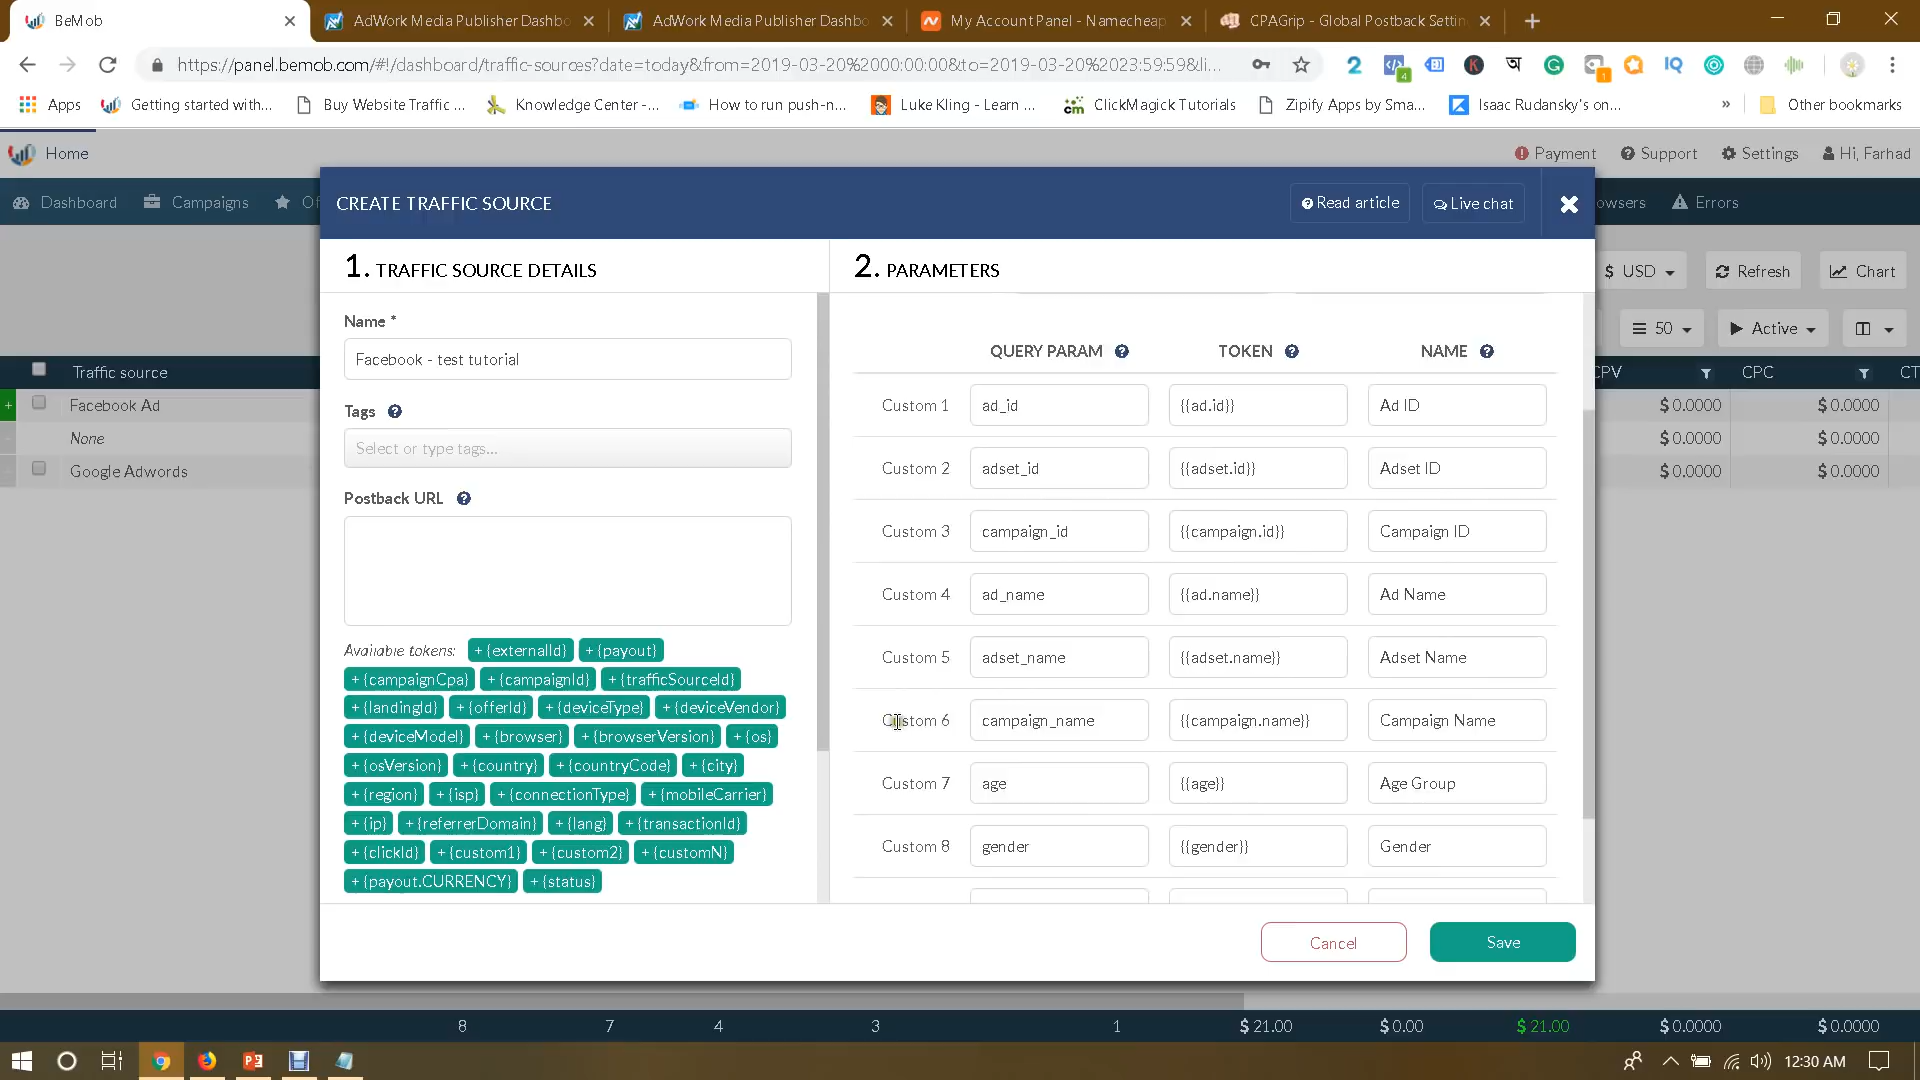 BeMob
AdWork Media Publisher Dashbo
AdWork Media Publisher Dashbo
My Account Panel - Namecheap
CPAGrip - Global Postback Settin
https://panel.bemob.com/#!/dashboard/traffic-sources?date=today&from=2019-03-20%2000:00:00&to=2019-03-20%2023:59:59&li...
Apps
Getting started with...
Buy Website Traffic ...
Knowledge Center -...
How to run push-n...
Luke Kling - Learn ...
ClickMagick Tutorials
Zipify Apps by Sma...
Isaac Rudansky's on...
»
Other bookmarks
Home
Payment
Support
Settings
Hi, Farhad
Dashboard
Campaigns
Of
owsers
Errors
CREATE TRAFFIC SOURCE
Read article
Live chat
1. TRAFFIC SOURCE DETAILS
2. PARAMETERS
$ USD
Refresh
Chart
50
Active
Traffic source
CPV
CPC
CT
Facebook Ad
$ 0.0000
$ 0.0000
None
$ 0.0000
$ 0.0000
Google Adwords
$ 0.0000
$ 0.0000
Name *
Facebook - test tutorial
Tags
Select or type tags...
Postback URL
Available tokens: + {externalId} + {payout}
+ {campaignCpa} + {campaignId} + {trafficSourceId}
+ {landingId} + {offerId} + {deviceType} + {deviceVendor}
+ {deviceModel} + {browser} + {browserVersion} + {os}
+ {osVersion} + {country} + {countryCode} + {city}
+ {region} + {isp} + {connectionType} + {mobileCarrier}
+ {ip} + {referrerDomain} + {lang} + {transactionId}
+ {clickId} + {custom1} + {custom2} + {customN}
+ {payout.CURRENCY} + {status}
QUERY PARAM TOKEN NAME
Custom 1 ad_id {{ad.id}} Ad ID
Custom 2 adset_id {{adset.id}} Adset ID
Custom 3 campaign_id {{campaign.id}} Campaign ID
Custom 4 ad_name {{ad.name}} Ad Name
Custom 5 adset_name {{adset.name}} Adset Name
Custom 6 campaign_name {{campaign.name}} Campaign Name
Custom 7 age {{age}} Age Group
Custom 8 gender {{gender}} Gender
Cancel
Save
8 7 4 3 1 $ 21.00 $ 0.00 $ 21.00 $ 0.0000 $ 0.0000
12:30 AM